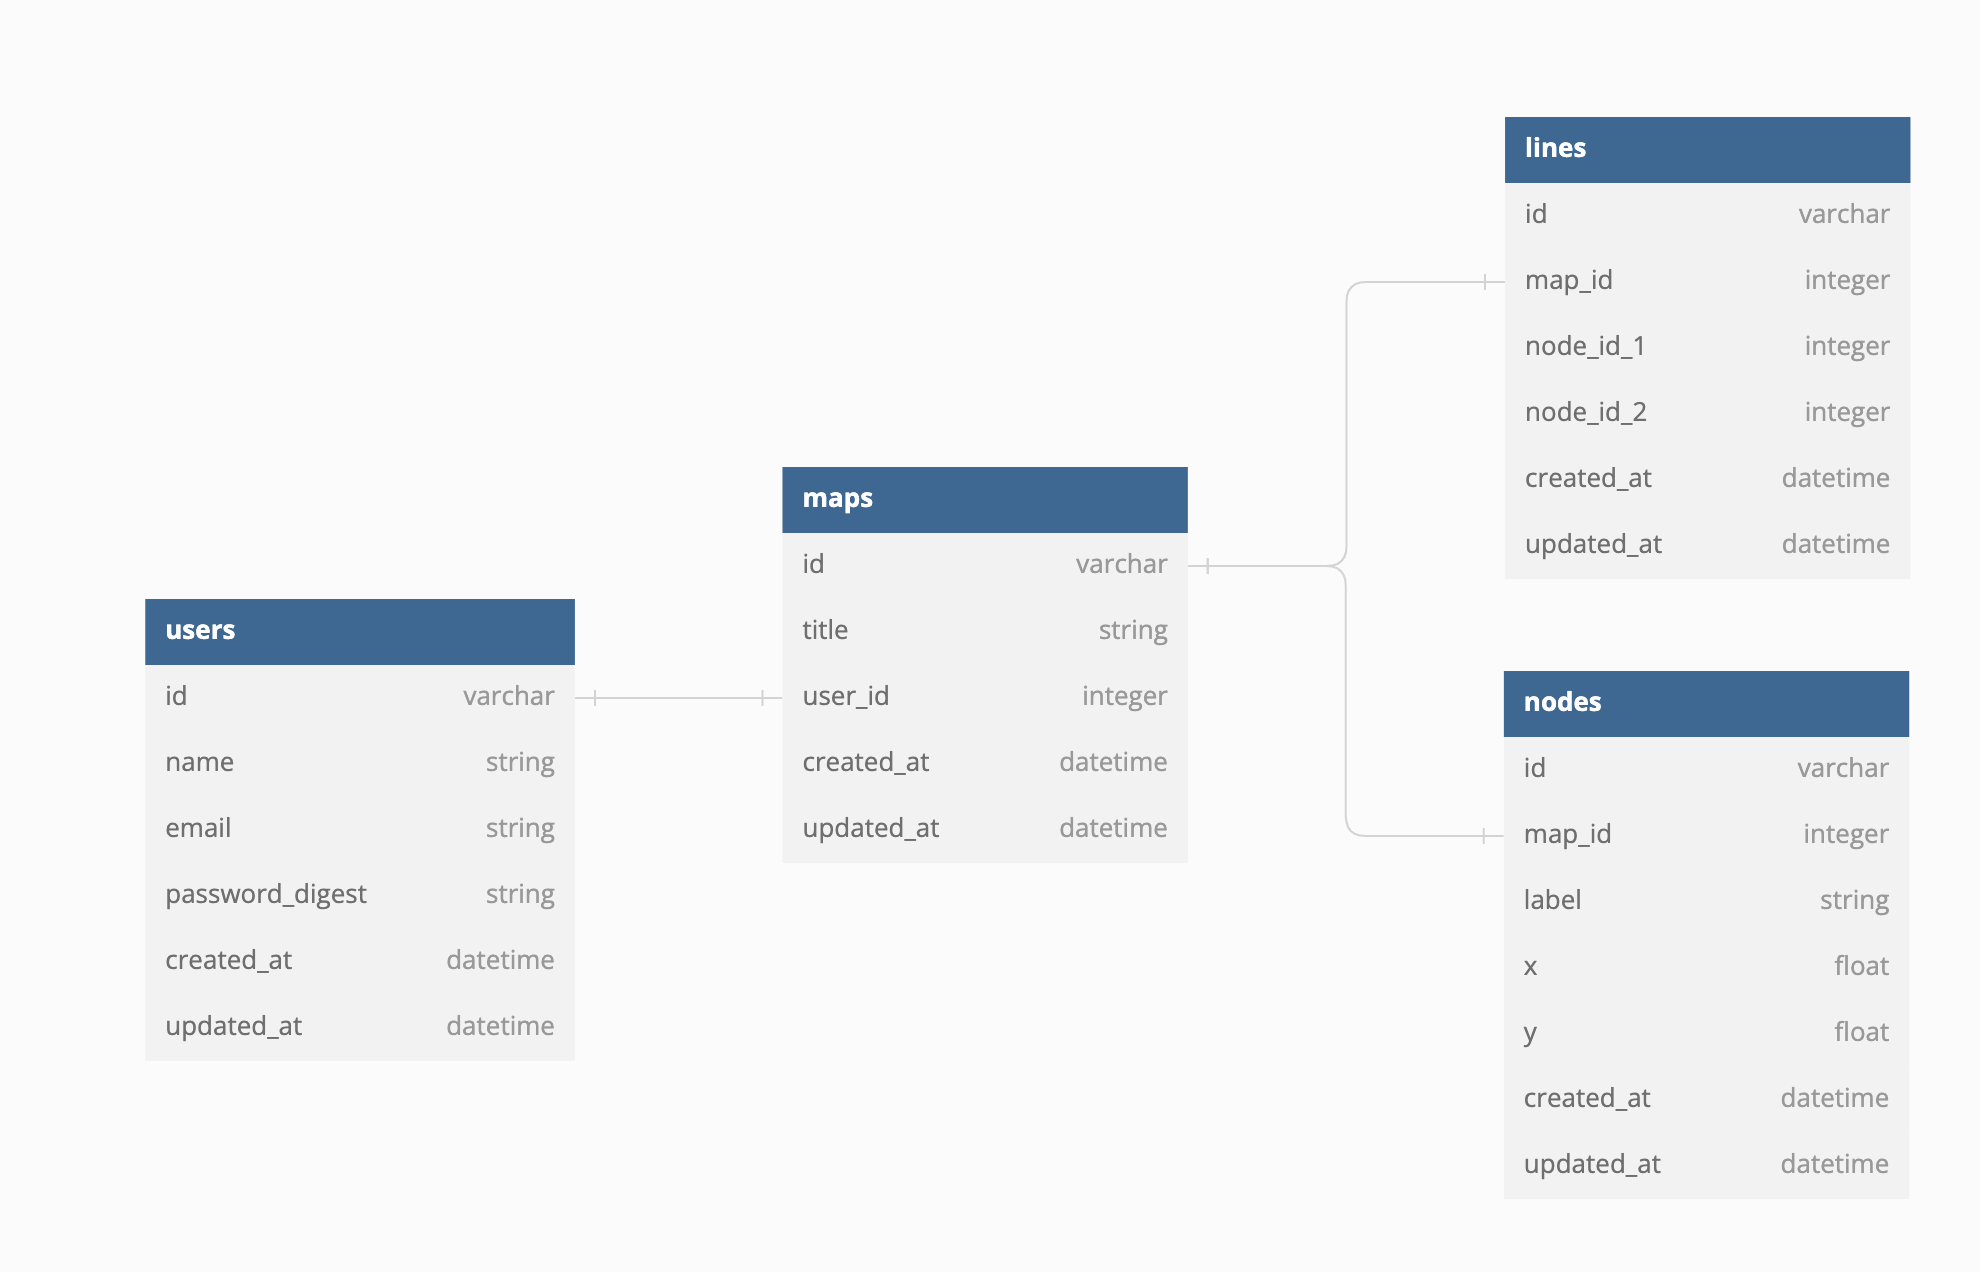 users
id varchar
name string
email string
password_digest string
created_at datetime
updated_at datetime
maps
id varchar
title string
user_id integer
created_at datetime
updated_at datetime
lines
id varchar
map_id integer
node_id_1 integer
node_id_2 integer
created_at datetime
updated_at datetime
nodes
id varchar
map_id integer
label string
x float
y float
created_at datetime
updated_at datetime